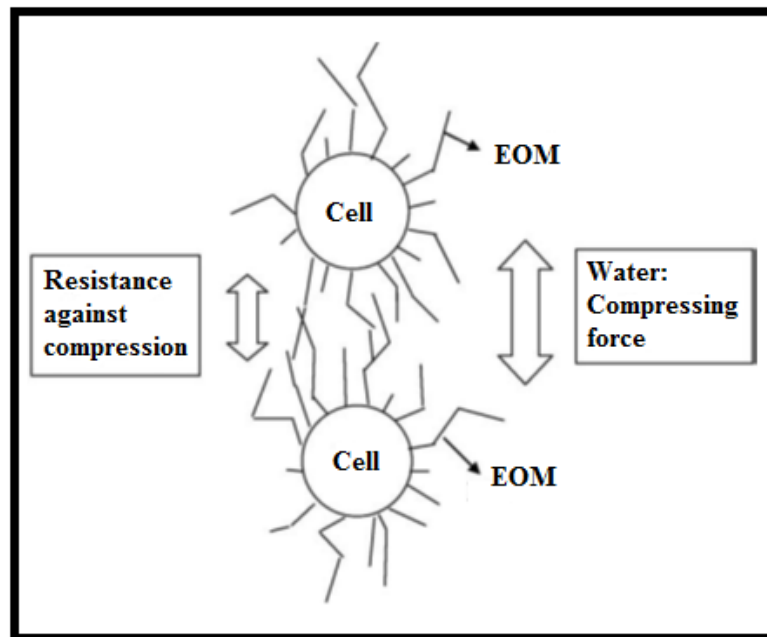 EOM
Cell
Resistance
against
compression
Water:
Compressing
force
Cell
EOM